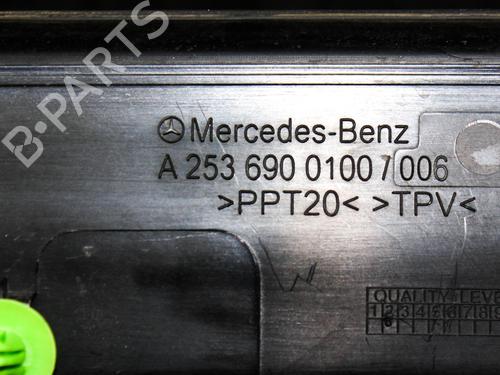 B-PARTS
Mercedes-Benz
A 253 690 0100 / 006
>PPT20< >TPV<
QUALITY LEVE
1 2 3 4 5 6 7 8 9